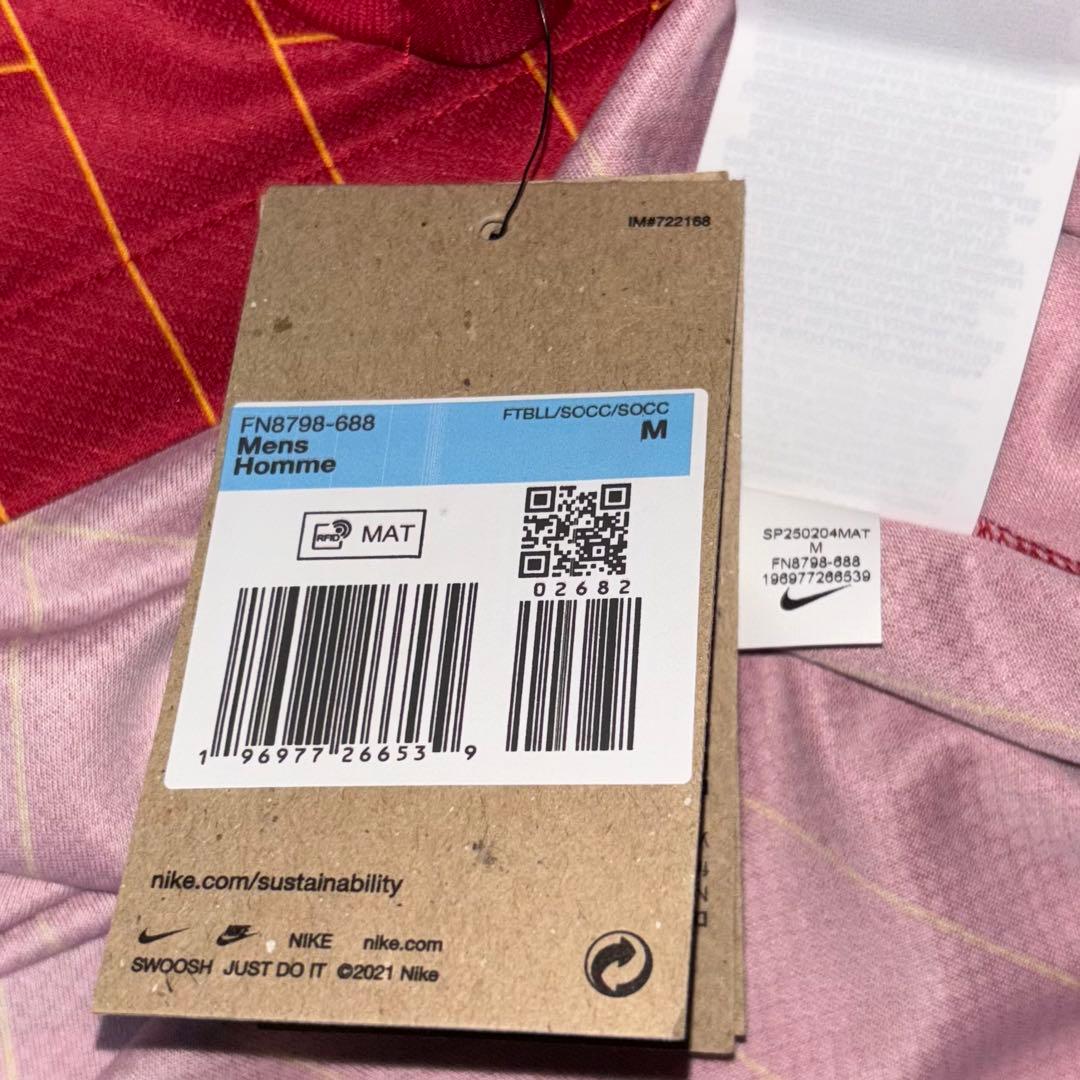 IM#722168
FN8798-688
FTBLL/SOCC/SOCC
Mens
M
Homme
RFID MAT
02682
1 96977 26653 9
nike.com/sustainability
NIKE nike.com
SWOOSH JUST DO IT ©2021 Nike
SP250204MAT
M
FN8798-688
196977266539